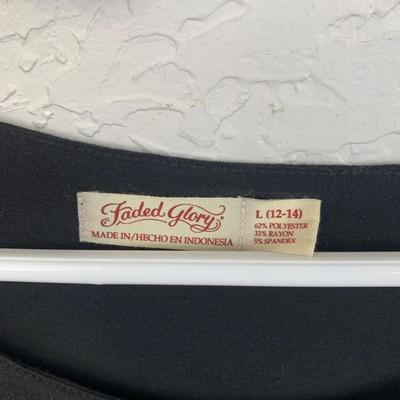 Faded Glory.
MADE IN/HECHO EN INDONESIA
L (12-14)
62% POLYESTER
33% RAYON
5% SPANDEX